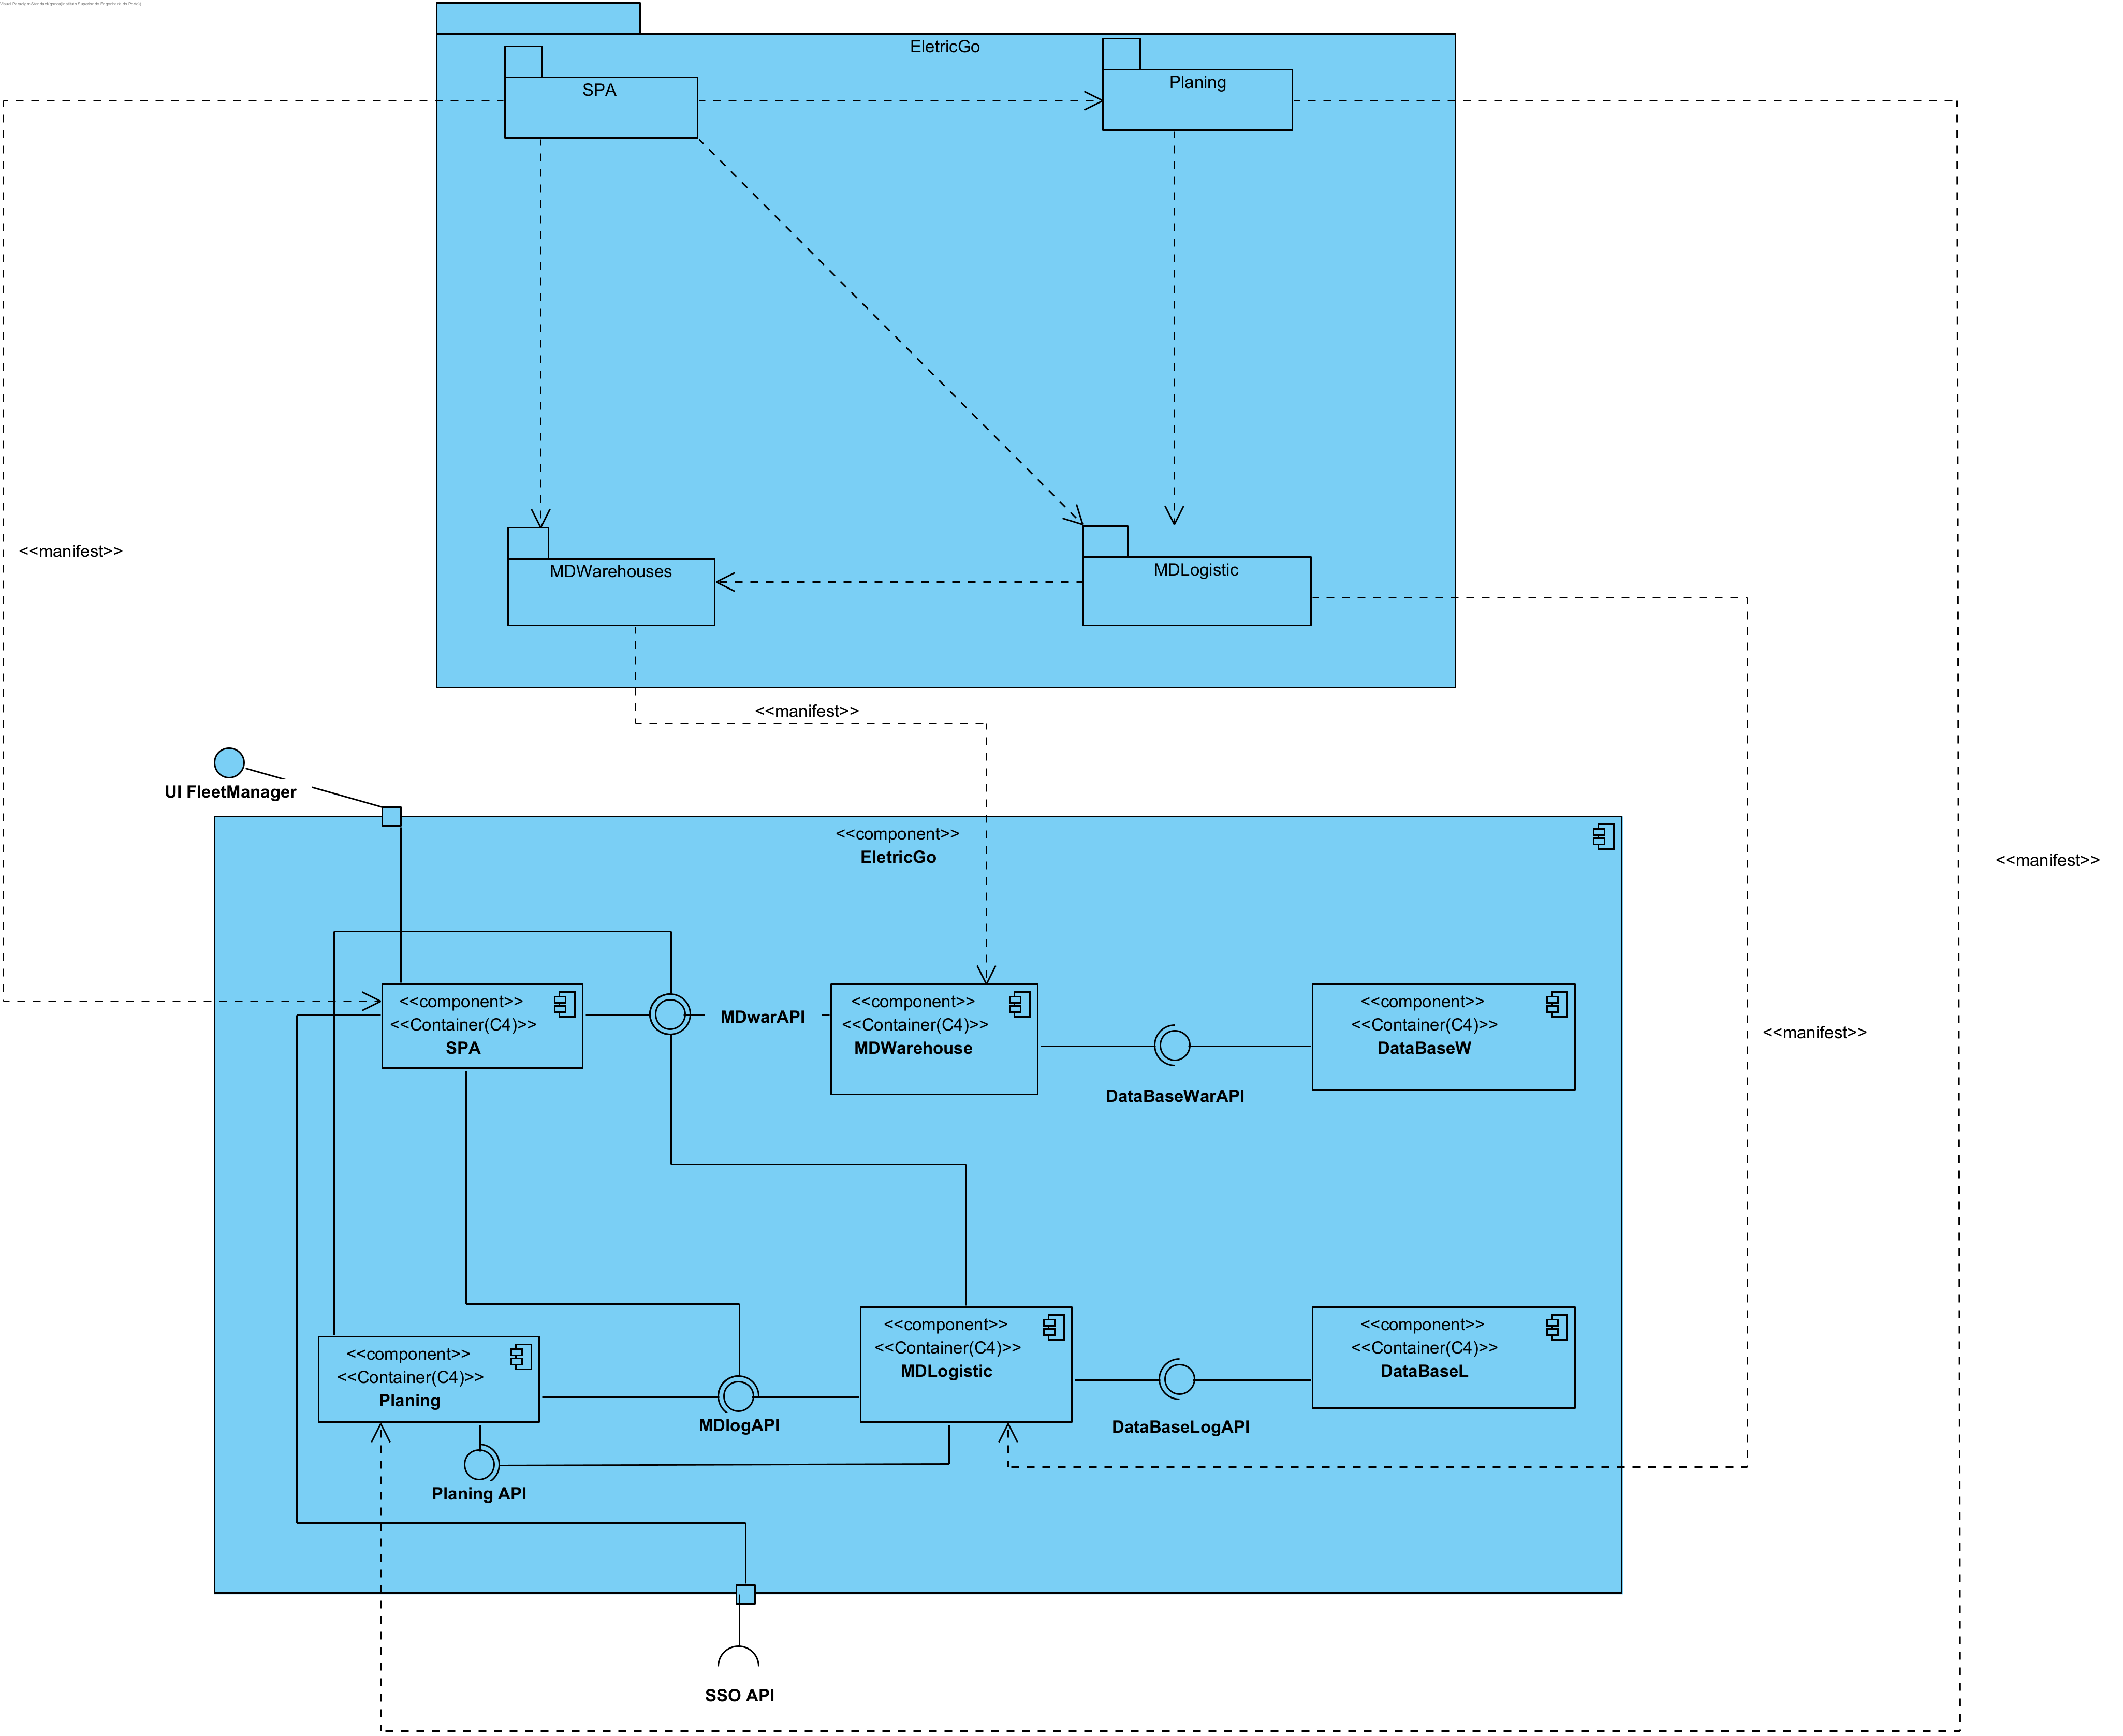 Visual Paradigm Standard(gonca(Instituto Superior de Engenharia do Porto))
EletricGo
SPA
Planing
<<manifest>>
MDWarehouses
MDLogistic
<<manifest>>
UI FleetManager
<<component>>
EletricGo
<<manifest>>
<<component>>
<<Container(C4)>>
SPA
MDwarAPI
<<component>>
<<Container(C4)>>
MDWarehouse
<<component>>
<<Container(C4)>>
DataBaseW
<<manifest>>
DataBaseWarAPI
<<component>>
<<Container(C4)>>
Planing
MDlogAPI
<<component>>
<<Container(C4)>>
MDLogistic
<<component>>
<<Container(C4)>>
DataBaseL
DataBaseLogAPI
Planing API
SSO API